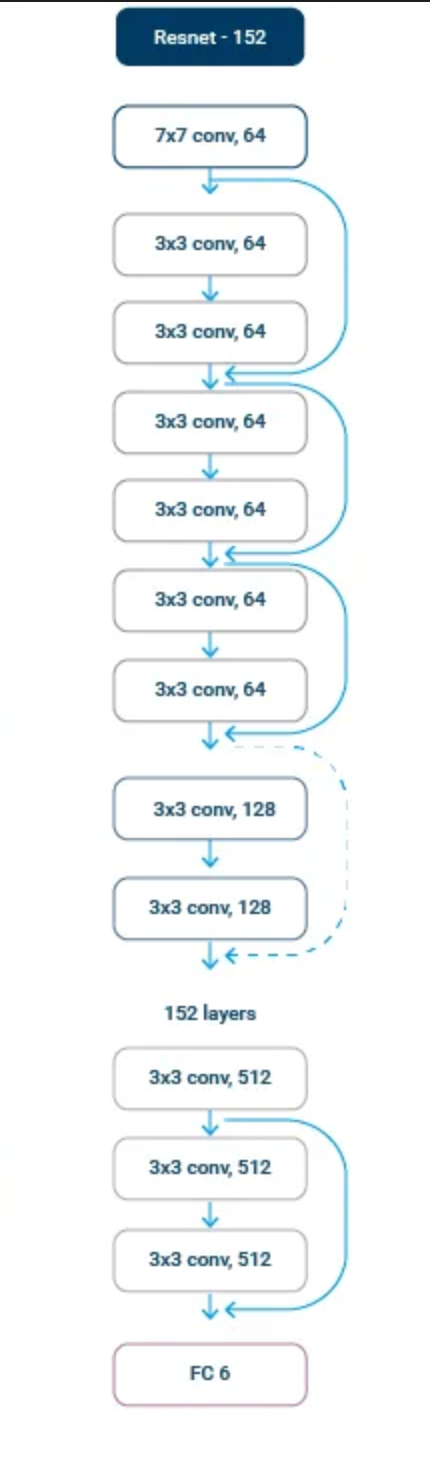 Resnet - 152
7x7 conv, 64
3x3 conv, 64
3x3 conv, 64
3x3 conv, 64
3x3 conv, 64
3x3 conv, 64
3x3 conv, 64
3x3 conv, 128
3x3 conv, 128
152 layers
3x3 conv, 512
3x3 conv, 512
3x3 conv, 512
FC 6